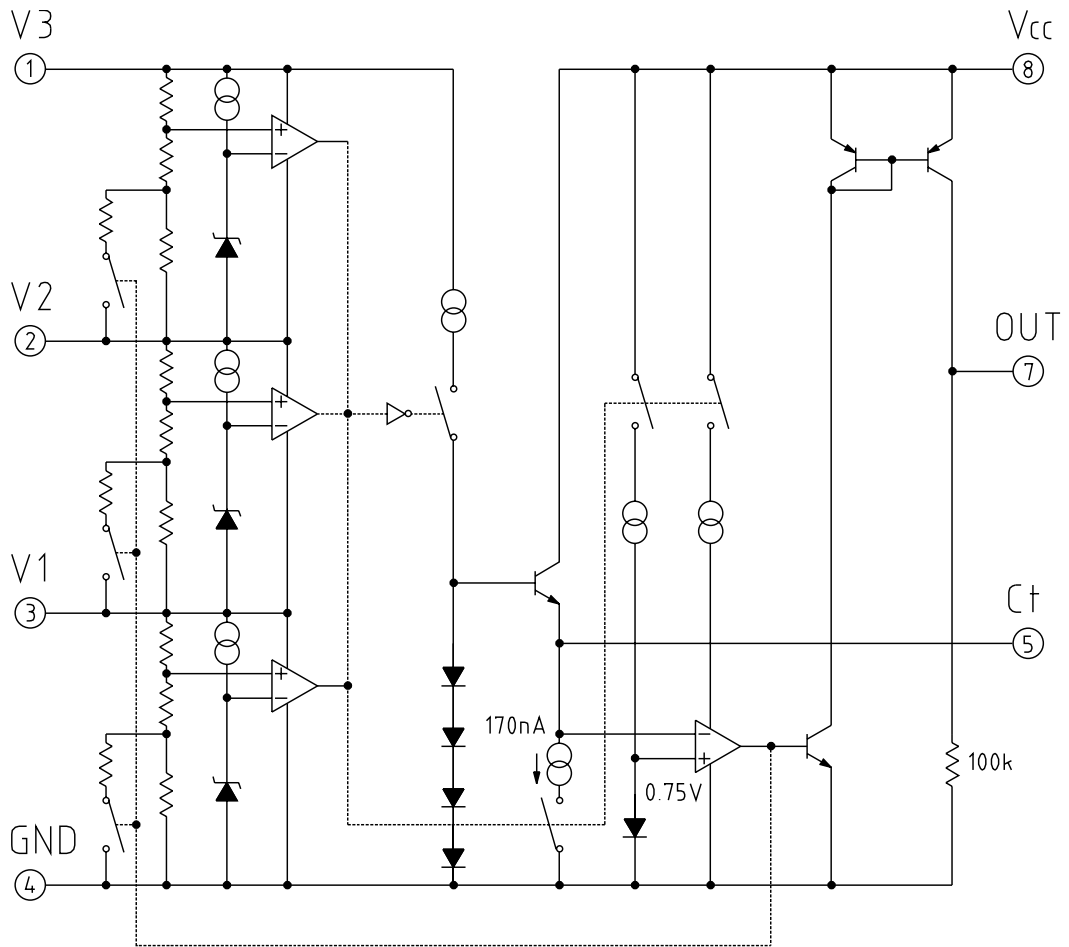 V3
1
Vcc
8
V2
2
OUT
7
V1
3
Ct
5
170nA
100k
0.75V
GND
4
+
−
+
−
+
−
−
+